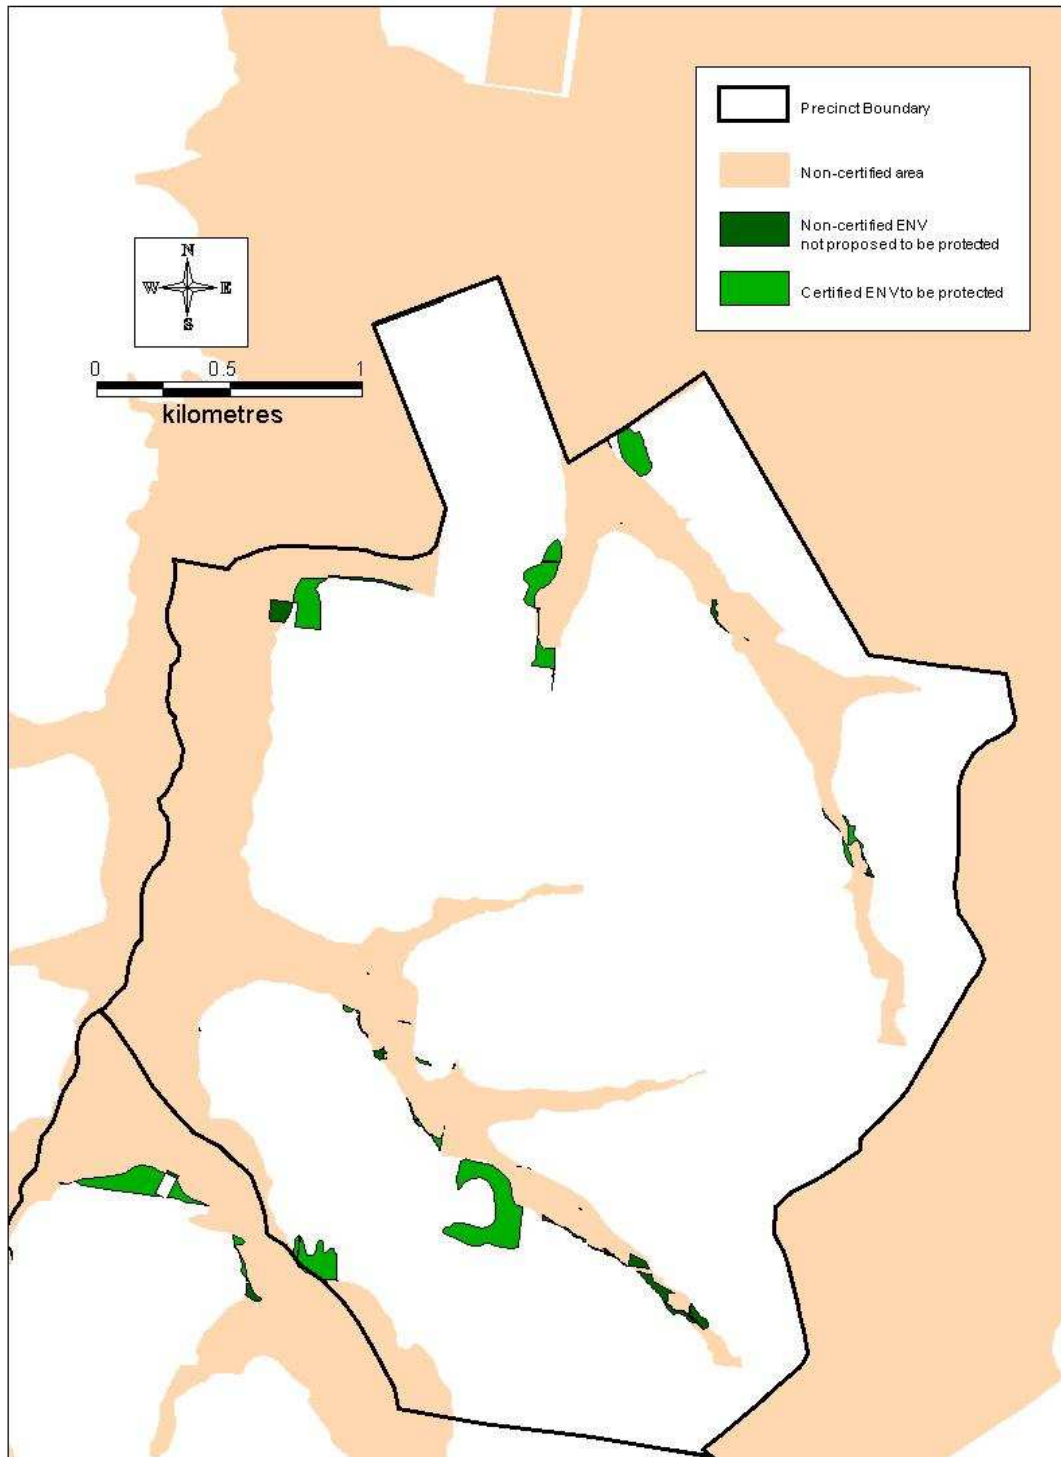 Precinct Boundary
Non-certified area
Non-certified ENV
not proposed to be protected
Certified ENV to be protected
N
W E
S
0 0.5 1
kilometres